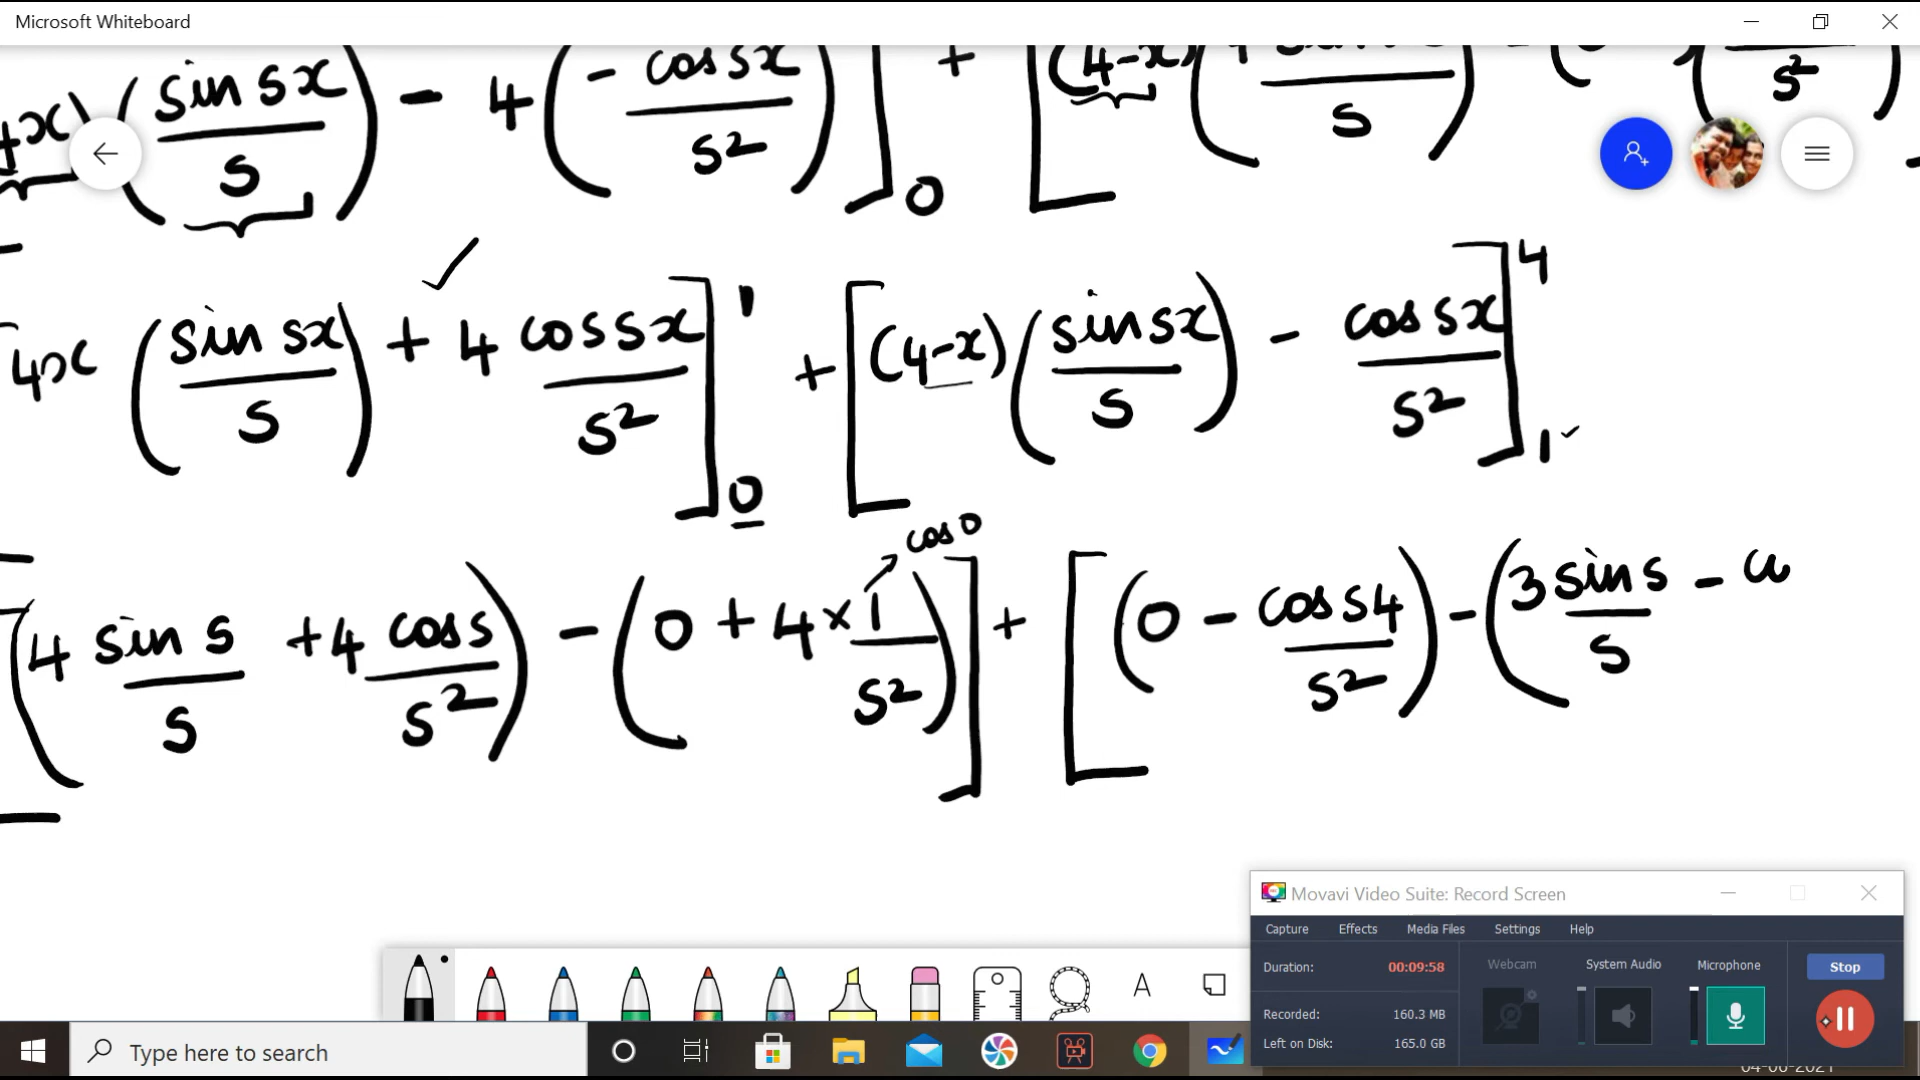 Microsoft Whiteboard
4x) (sin sx / s) - 4 (- cos sx / s²) ] 0 + [ (4-x) ( / s) - ( / s²)
4x (sin sx / s) + 4 cos sx / s² ] 1 0 + [ (4-x) (sin sx / s) - cos sx / s² ] 4 1
cos 0
(4 sin s / s + 4 cos s / s²) - (0 + 4 × 1 / s²) ] + [ (0 - cos s4 / s²) - (3 sin s / s -
Movavi Video Suite: Record Screen
Capture Effects Media Files Settings Help
Duration: 00:09:58 Webcam System Audio Microphone Stop
Recorded: 160.3 MB
Left on Disk: 165.0 GB
A
Type here to search